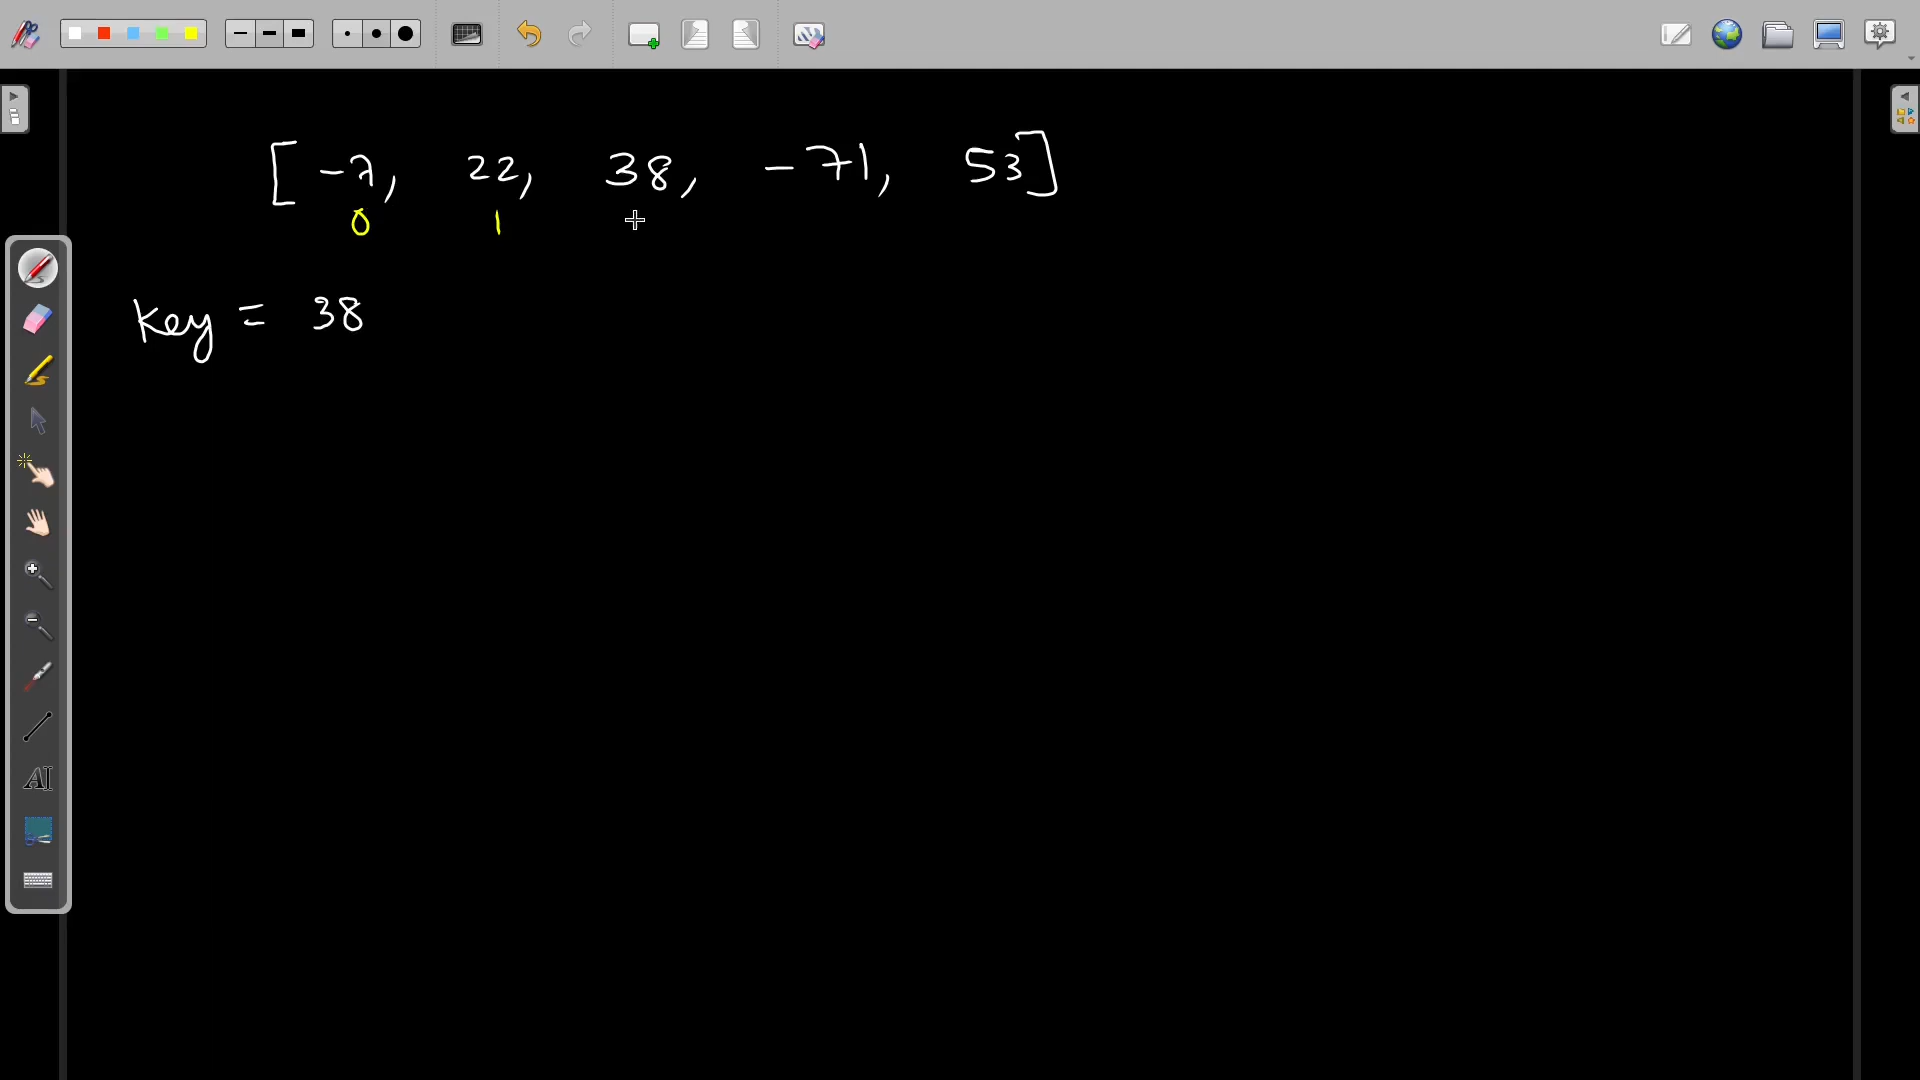 [-7, 22, 38, -71, 53]
0 1
key = 38